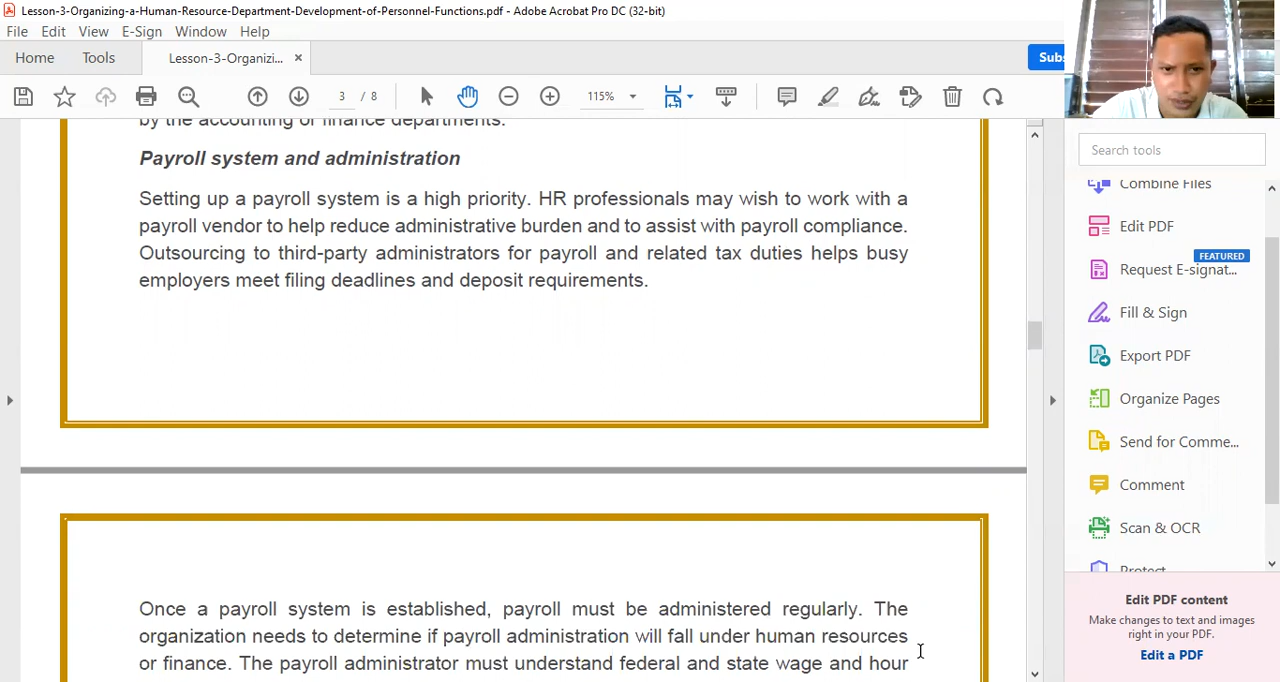 Lesson-3-Organizing-a-Human-Resource-Department-Development-of-Personnel-Functions.pdf - Adobe Acrobat Pro DC (32-bit)
File Edit View E-Sign Window Help
Home Tools Lesson-3-Organizi... ×
3 / 8 115%
by the accounting or finance departments.
Payroll system and administration
Setting up a payroll system is a high priority. HR professionals may wish to work with a
payroll vendor to help reduce administrative burden and to assist with payroll compliance.
Outsourcing to third-party administrators for payroll and related tax duties helps busy
employers meet filing deadlines and deposit requirements.
Once a payroll system is established, payroll must be administered regularly. The
organization needs to determine if payroll administration will fall under human resources
or finance. The payroll administrator must understand federal and state wage and hour
Subs
Search tools
Combine Files
Edit PDF
FEATURED
Request E-signat...
Fill & Sign
Export PDF
Organize Pages
Send for Comme...
Comment
Scan & OCR
Protect
Edit PDF content
Make changes to text and images
right in your PDF.
Edit a PDF